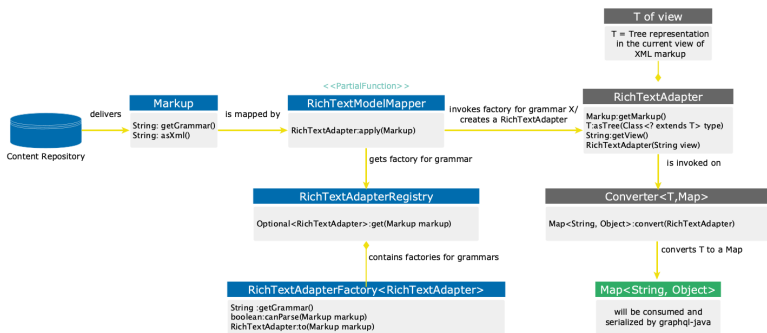 T of view
T = Tree representation
in the current view of
XML markup
<<PartialFunction>>
Markup
String: getGrammar()
String: asXml()
RichTextModelMapper
RichTextAdapter:apply(Markup)
RichTextAdapter
Markup:getMarkup()
T:asTree(Class<? extends T> type)
String:getView()
RichTextAdapter(String view)
delivers
is mapped by
invokes factory for grammar X/
creates a RichTextAdapter
Content Repository
gets factory for grammar
is invoked on
RichTextAdapterRegistry
Optional<RichTextAdapter>:get(Markup markup)
Converter<T,Map>
Map<String, Object>:convert(RichTextAdapter)
contains factories for grammars
converts T to a Map
RichTextAdapterFactory<RichTextAdapter>
String :getGrammar()
boolean:canParse(Markup markup)
RichTextAdapter:to(Markup markup)
Map<String, Object>
will be consumed and
serialized by graphql-java